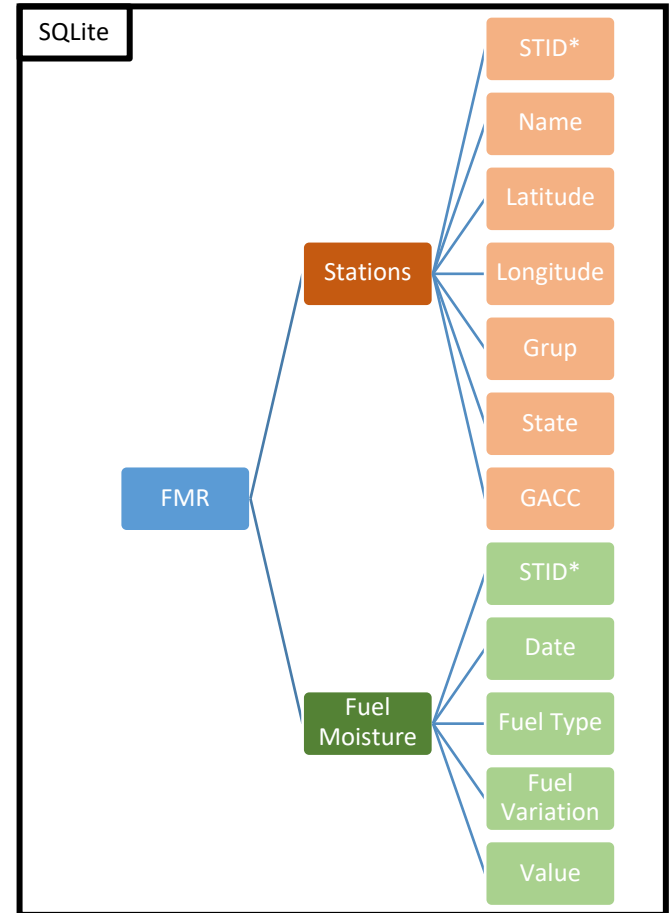 SQLite
FMR
Stations
STID*
Name
Latitude
Longitude
Grup
State
GACC
Fuel
Moisture
STID*
Date
Fuel Type
Fuel
Variation
Value